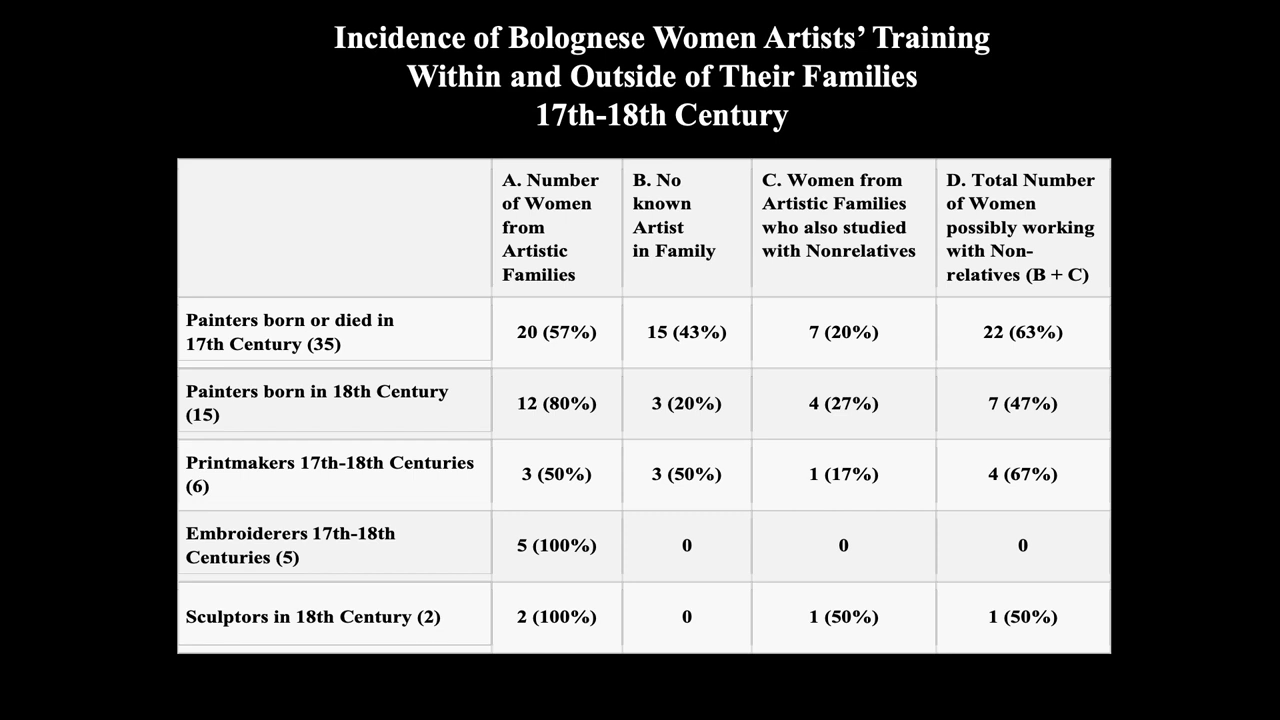 Incidence of Bolognese Women Artists’ Training
Within and Outside of Their Families
17th-18th Century
A. Number
of Women
from
Artistic
Families
B. No
known
Artist
in Family
C. Women from
Artistic Families
who also studied
with Nonrelatives
D. Total Number
of Women
possibly working
with Non-
relatives (B + C)
Painters born or died in
17th Century (35)
20 (57%)
15 (43%)
7 (20%)
22 (63%)
Painters born in 18th Century
(15)
12 (80%)
3 (20%)
4 (27%)
7 (47%)
Printmakers 17th-18th Centuries
(6)
3 (50%)
3 (50%)
1 (17%)
4 (67%)
Embroiderers 17th-18th
Centuries (5)
5 (100%)
0
0
0
Sculptors in 18th Century (2)
2 (100%)
0
1 (50%)
1 (50%)